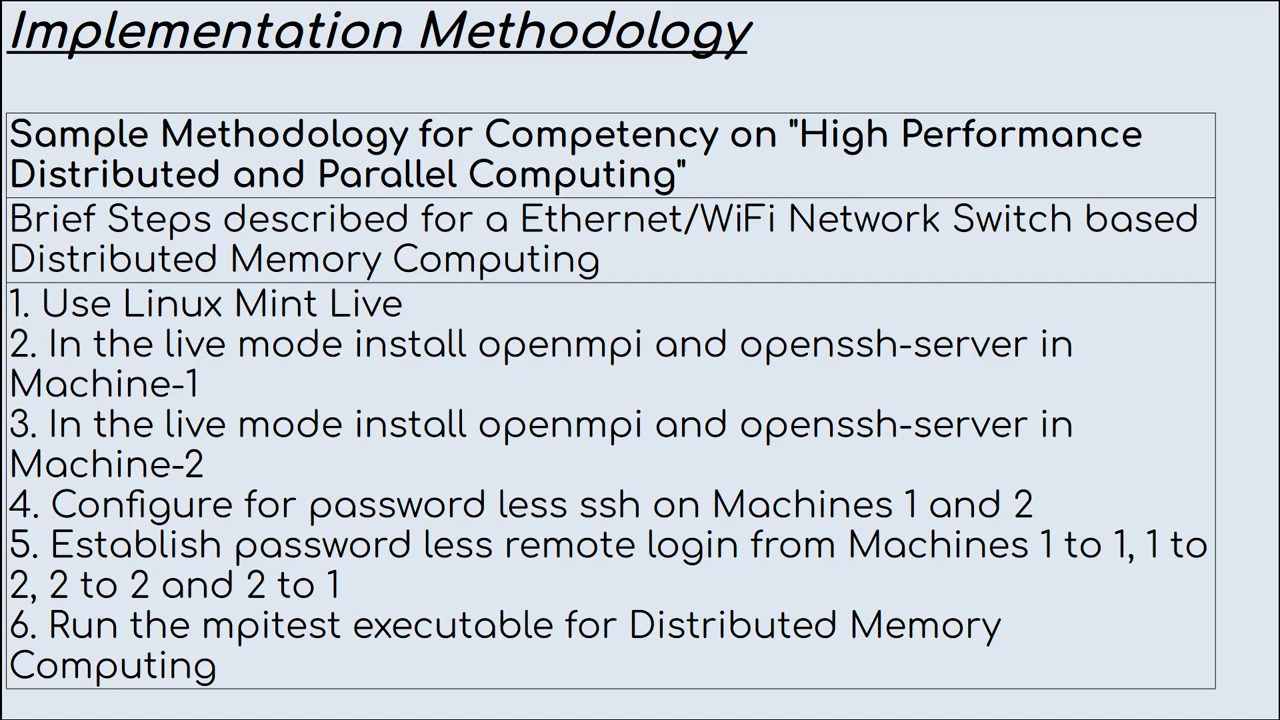 Implementation Methodology
Sample Methodology for Competency on "High Performance
Distributed and Parallel Computing"
Brief Steps described for a Ethernet/WiFi Network Switch based
Distributed Memory Computing
1. Use Linux Mint Live
2. In the live mode install openmpi and openssh-server in
Machine-1
3. In the live mode install openmpi and openssh-server in
Machine-2
4. Configure for password less ssh on Machines 1 and 2
5. Establish password less remote login from Machines 1 to 1, 1 to
2, 2 to 2 and 2 to 1
6. Run the mpitest executable for Distributed Memory
Computing